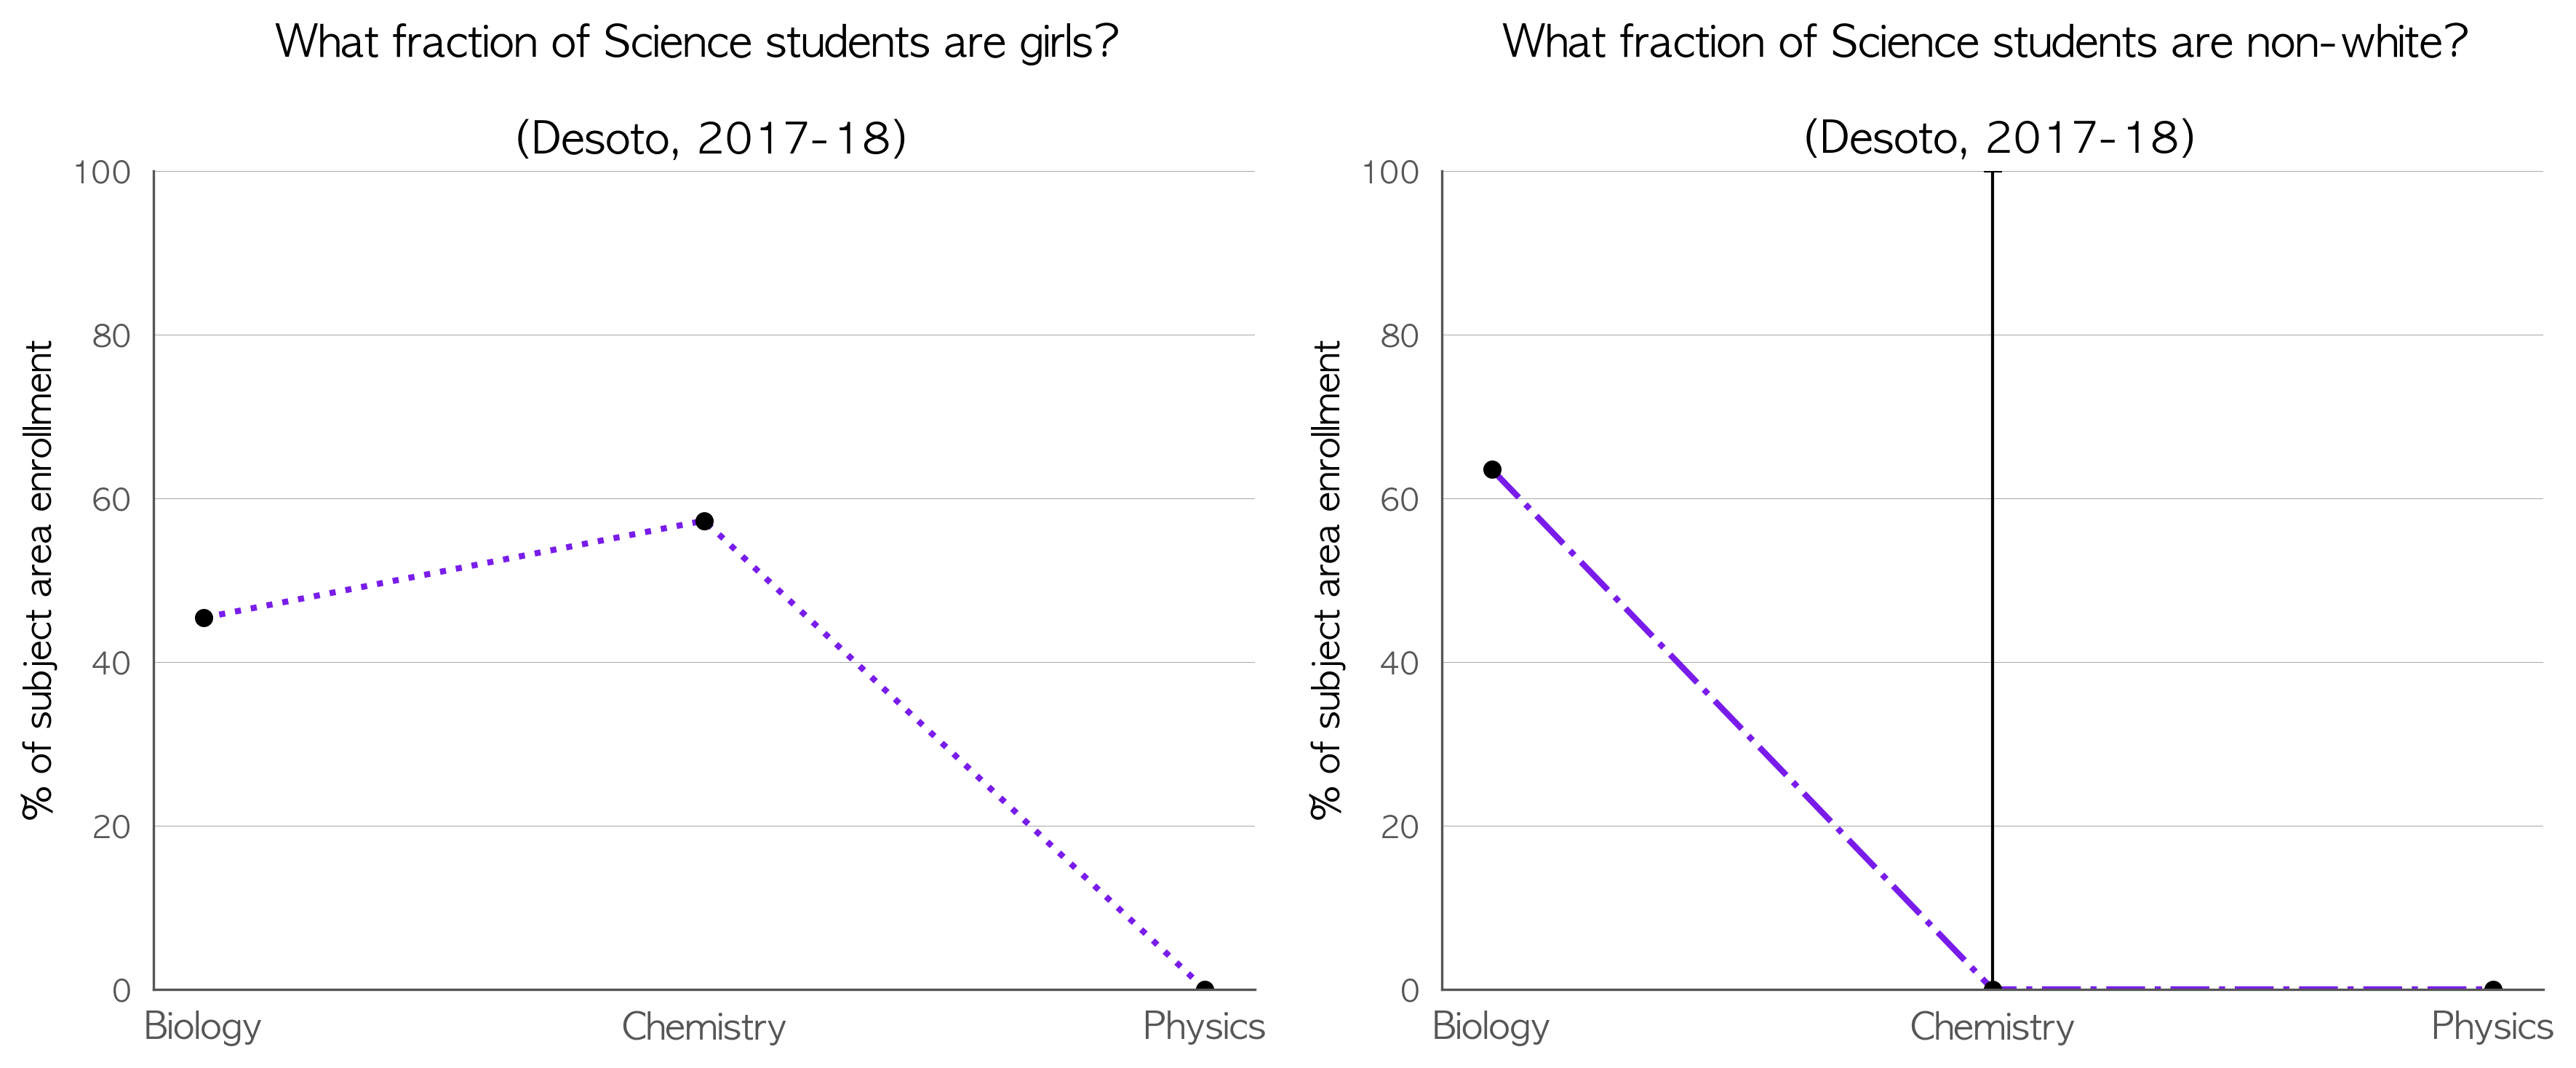 What fraction of Science students are girls?
(Desoto, 2017-18)
100
80
60
40
20
0
% of subject area enrollment
Biology
Chemistry
Physics
What fraction of Science students are non-white?
(Desoto, 2017-18)
100
80
60
40
20
0
% of subject area enrollment
Biology
Chemistry
Physics